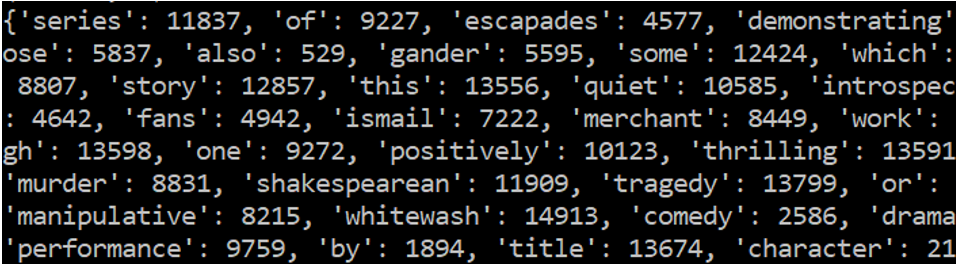 {'series': 11837, 'of': 9227, 'escapades': 4577, 'demonstrating'
ose': 5837, 'also': 529, 'gander': 5595, 'some': 12424, 'which':
 8807, 'story': 12857, 'this': 13556, 'quiet': 10585, 'introspec
: 4642, 'fans': 4942, 'ismail': 7222, 'merchant': 8449, 'work':
gh': 13598, 'one': 9272, 'positively': 10123, 'thrilling': 13591
'murder': 8831, 'shakespearean': 11909, 'tragedy': 13799, 'or':
'manipulative': 8215, 'whitewash': 14913, 'comedy': 2586, 'drama
'performance': 9759, 'by': 1894, 'title': 13674, 'character': 21